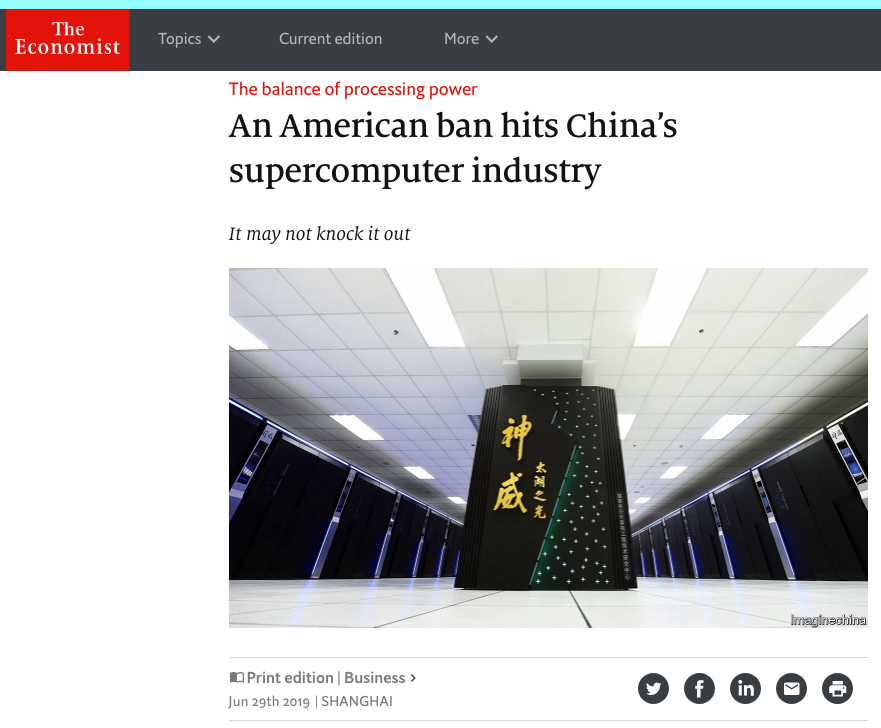 The
Economist
Topics
Current edition
More
The balance of processing power
An American ban hits China’s
supercomputer industry
It may not knock it out
神威
太湖之光
Imaginechina
Print edition | Business
Jun 29th 2019 | SHANGHAI